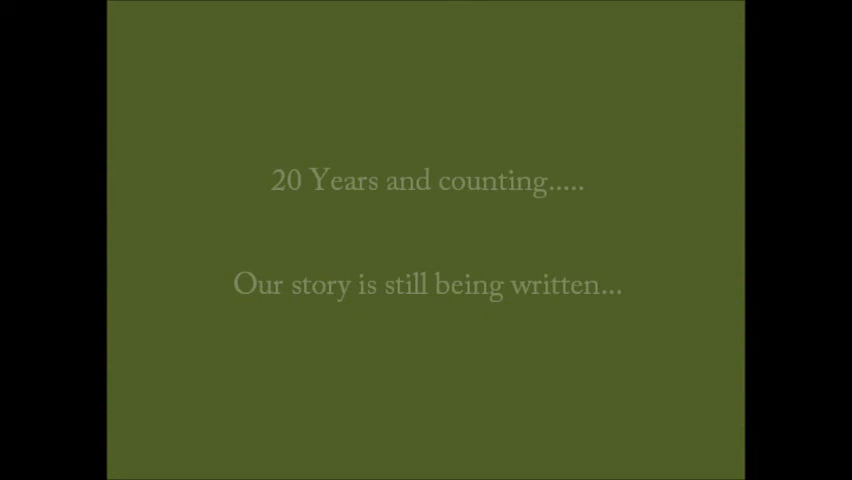 20 Years and counting.....
Our story is still being written...